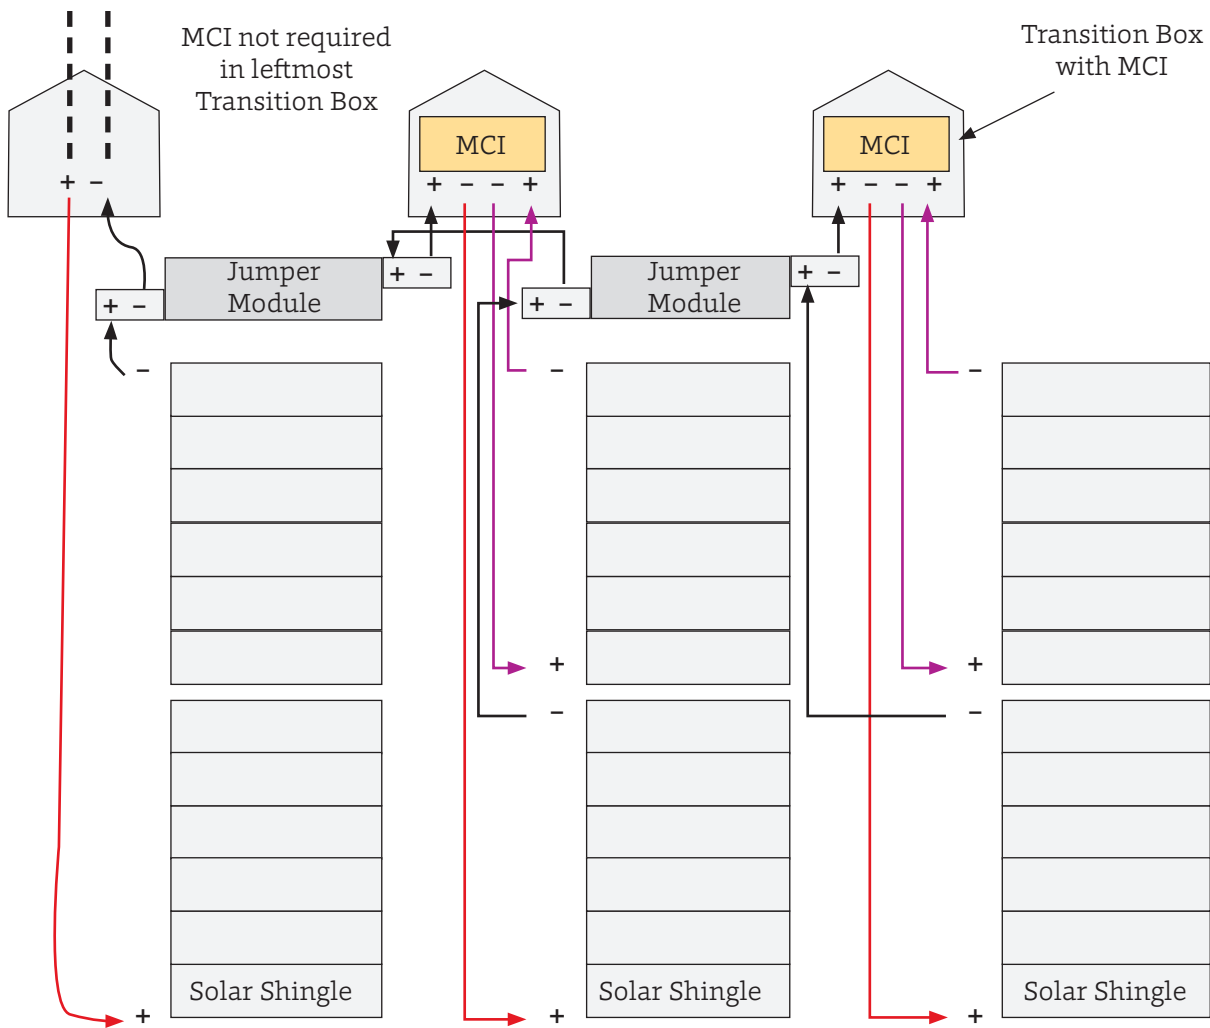 MCI not required
in leftmost
Transition Box
Transition Box
with MCI
MCI
MCI
+ –
+ – – +
+ – – +
Jumper
Module
+ –
Jumper
Module
+ –
+ –
+ –
–
–
–
+
+
–
–
Solar Shingle
Solar Shingle
Solar Shingle
+
+
+